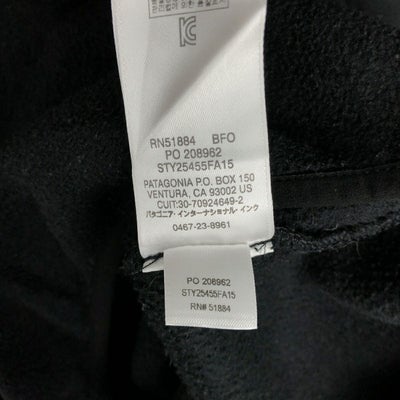 RN51884 BFO
PO 208962
STY25455FA15
PATAGONIA P.O. BOX 150
VENTURA, CA 93002 US
CUIT:30-70924649-2
パタゴニア・インターナショナル・インク
0467-23-8961
PO 208962
STY25455FA15
RN# 51884